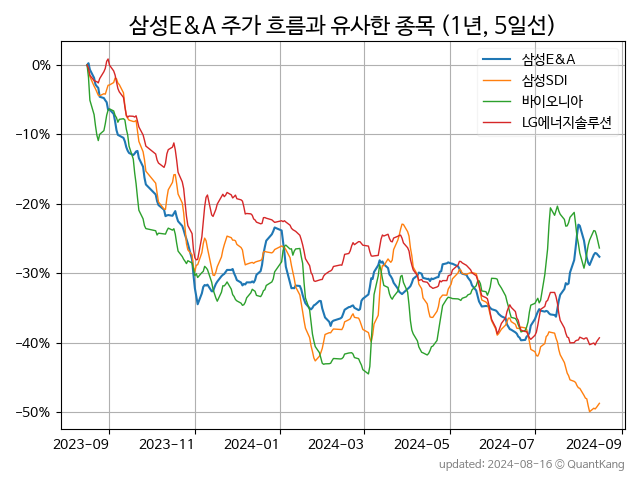 삼성E&A 주가 흐름과 유사한 종목 (1년, 5일선)
삼성E&A
삼성SDI
바이오니아
LG에너지솔루션
0%
−10%
−20%
−30%
−40%
−50%
2023−09 2023−11 2024−01 2024−03 2024−05 2024−07 2024−09
updated: 2024-08-16 © QuantKang